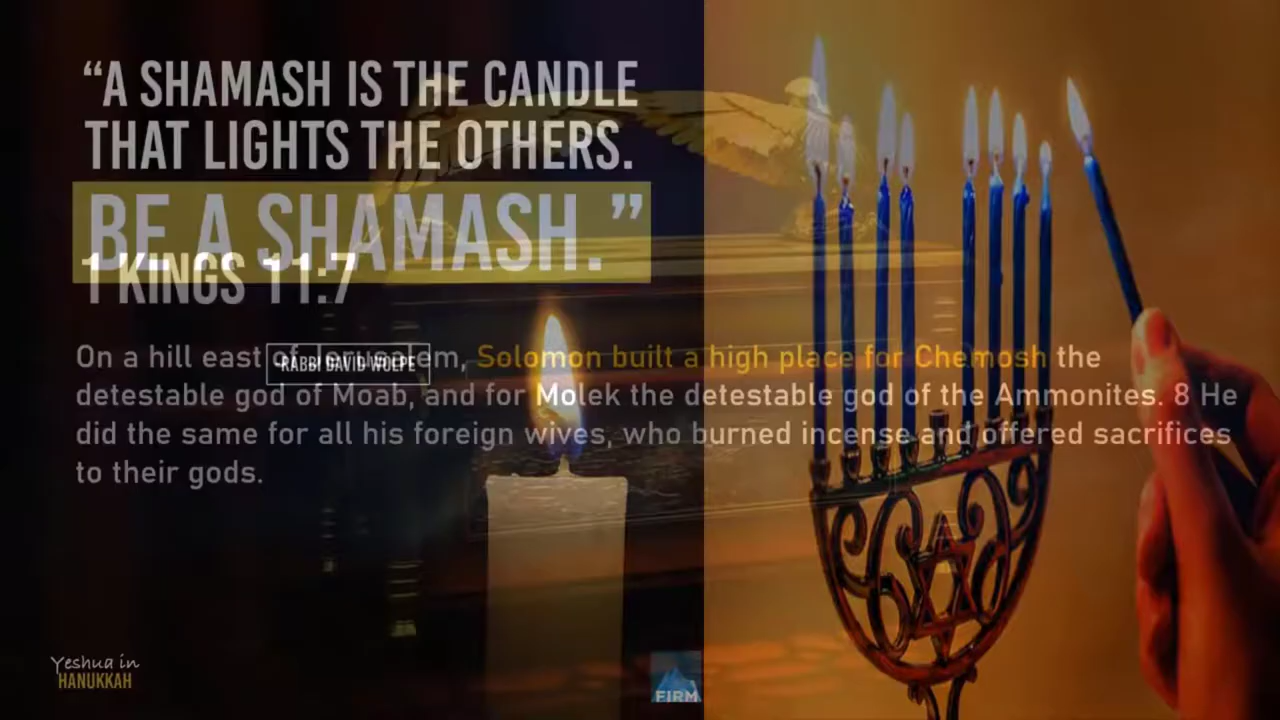 “A SHAMASH IS THE CANDLE
THAT LIGHTS THE OTHERS.
BE A SHAMASH.”
1 KINGS 11:7
-RABBI DAVID WOLPE
On a hill east of Jerusalem, Solomon built a high place for Chemosh the
detestable god of Moab, and for Molek the detestable god of the Ammonites. 8 He
did the same for all his foreign wives, who burned incense and offered sacrifices
to their gods.
Yeshua in
HANUKKAH
FIRM